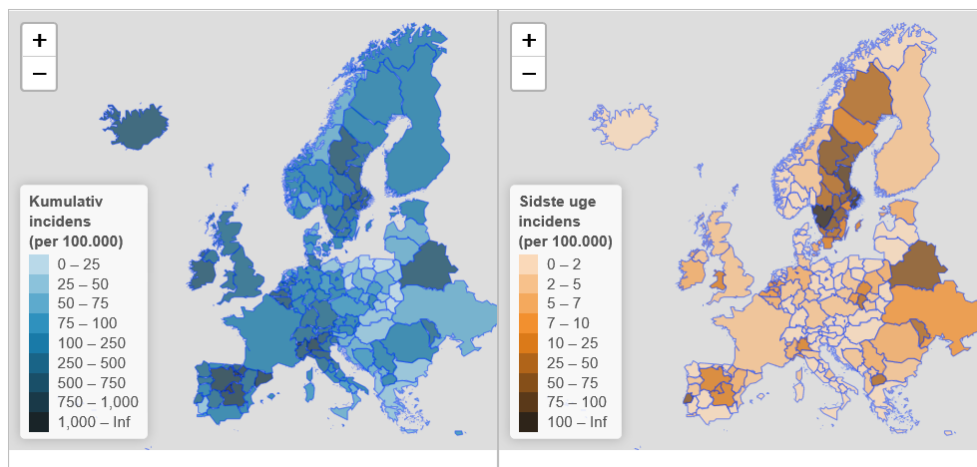 +
−
Kumulativ
incidens
(per 100.000)
0 – 25
25 – 50
50 – 75
75 – 100
100 – 250
250 – 500
500 – 750
750 – 1,000
1,000 – Inf
+
−
Sidste uge
incidens
(per 100.000)
0 – 2
2 – 5
5 – 7
7 – 10
10 – 25
25 – 50
50 – 75
75 – 100
100 – Inf